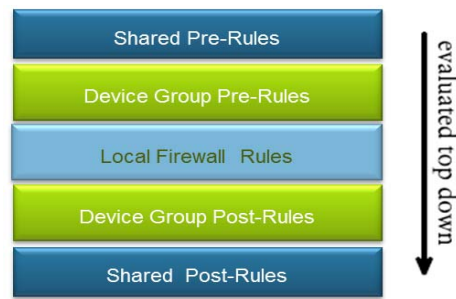 Shared Pre-Rules
Device Group Pre-Rules
Local Firewall Rules
Device Group Post-Rules
Shared Post-Rules
evaluated top down